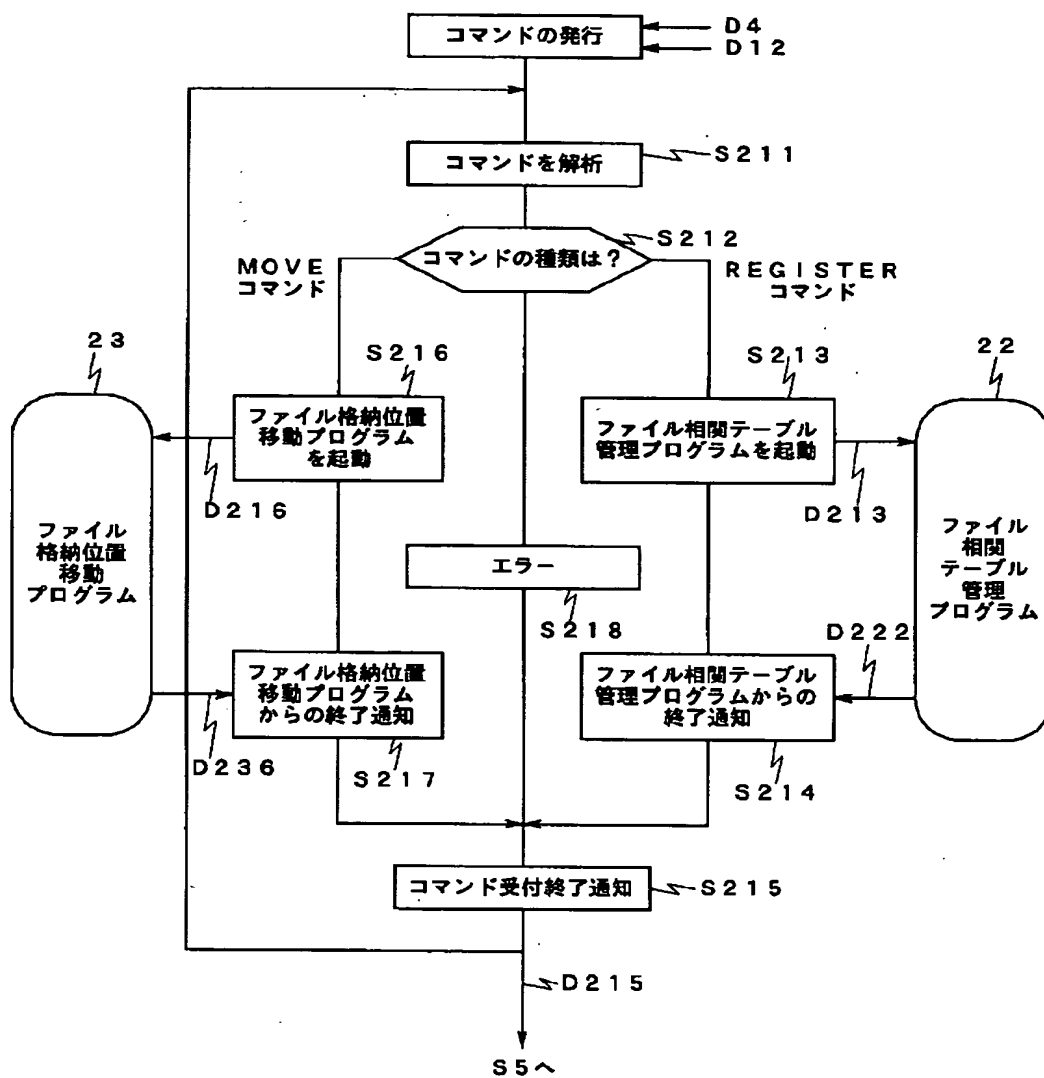 コマンドの発行
D4
D12
コマンドを解析
S211
コマンドの種類は?
S212
MOVE
コマンド
REGISTER
コマンド
23
S216
S213
22
ファイル格納位置
移動プログラム
を起動
ファイル相関テーブル
管理プログラムを起動
D216
D213
ファイル
格納位置
移動
プログラム
エラー
S218
ファイル
相関
テーブル
管理
プログラム
D222
ファイル格納位置
移動プログラム
からの終了通知
ファイル相関テーブル
管理プログラムからの
終了通知
D236
S217
S214
コマンド受付終了通知
S215
D215
S5へ